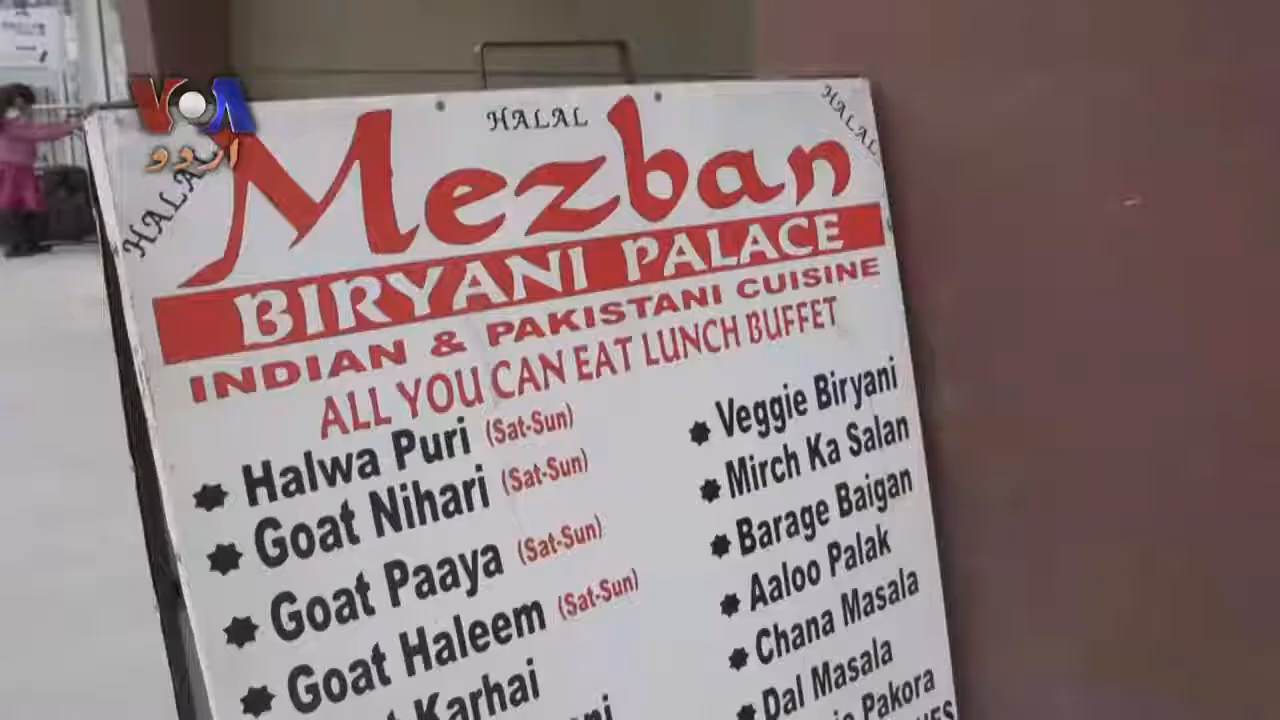 VOA
اردو
HALAL
HALAL
HALAL
Mezban
BIRYANI PALACE
INDIAN & PAKISTANI CUISINE
ALL YOU CAN EAT LUNCH BUFFET
Halwa Puri (Sat-Sun)
Goat Nihari (Sat-Sun)
Goat Paaya (Sat-Sun)
Goat Haleem (Sat-Sun)
Karhai
Veggie Biryani
Mirch Ka Salan
Barage Baigan
Aaloo Palak
Chana Masala
Dal Masala
Pakora